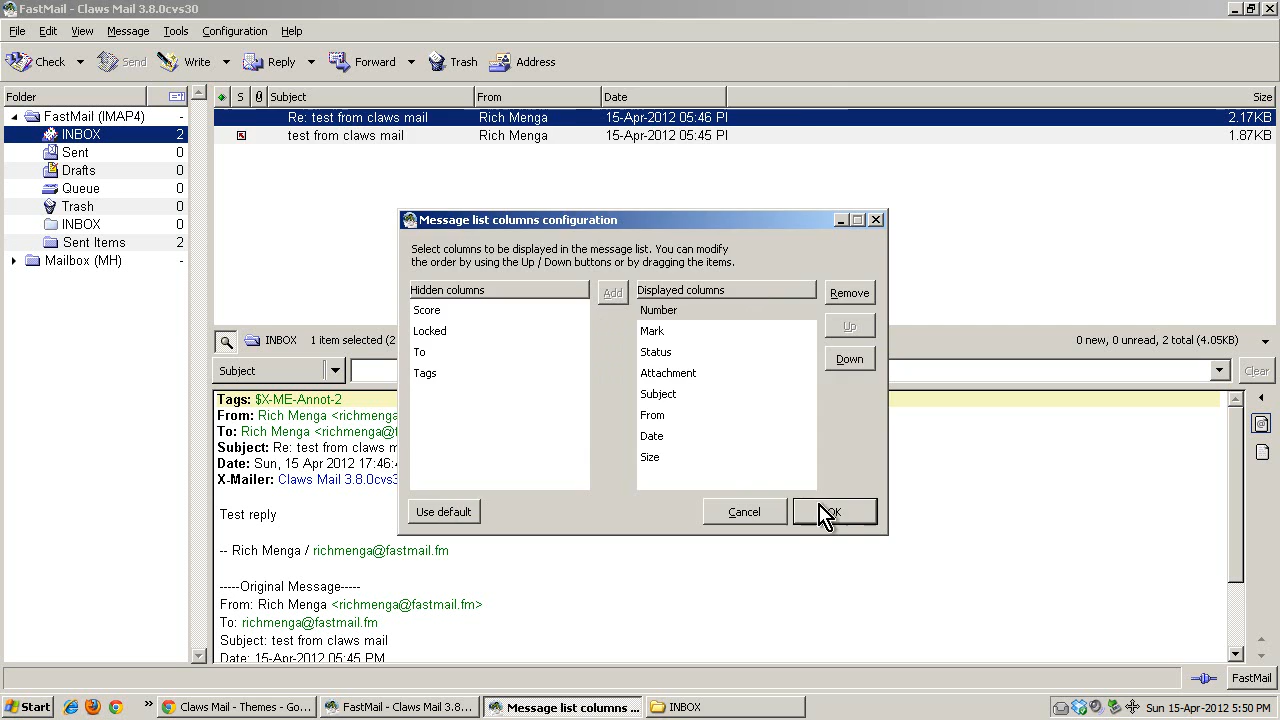 FastMail - Claws Mail 3.8.0cvs30
File Edit View Message Tools Configuration Help
Check Send Write Reply Forward Trash Address
Folder
S Subject From Date Size
FastMail (IMAP4) -
INBOX 2
Sent 0
Drafts 0
Queue 0
Trash 0
INBOX 0
Sent Items 2
Mailbox (MH) -
Re: test from claws mail Rich Menga 15-Apr-2012 05:46 P 2.17KB
test from claws mail Rich Menga 15-Apr-2012 05:45 P 1.87KB
INBOX 1 item selected (2 0 new, 0 unread, 2 total (4.05KB)
Subject Clear
Tags: $X-ME-Annot-2
From: Rich Menga <richmenga
To: Rich Menga <richmenga@f
Subject: Re: test from claws m
Date: Sun, 15 Apr 2012 17:46:
X-Mailer: Claws Mail 3.8.0cvs3
Test reply
-- Rich Menga / richmenga@fastmail.fm
-----Original Message-----
From: Rich Menga <richmenga@fastmail.fm>
To: richmenga@fastmail.fm
Subject: test from claws mail
Date: 15-Apr-2012 05:45 PM
Message list columns configuration
Select columns to be displayed in the message list. You can modify
the order by using the Up / Down buttons or by dragging the items.
Hidden columns
Score
Locked
To
Tags
Add
Displayed columns
Number
Mark
Status
Attachment
Subject
From
Date
Size
Remove
Up
Down
Use default Cancel OK
FastMail
Start Claws Mail - Themes - Go... FastMail - Claws Mail 3.8.... Message list columns ... INBOX Sun 15-Apr-2012 5:50 PM